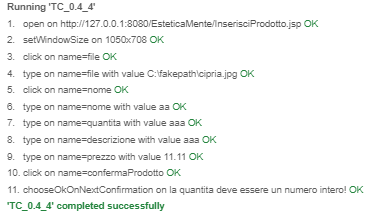 Running 'TC_0.4_4'
1. open on http://127.0.0.1:8080/EsteticaMente/InserisciProdotto.jsp OK
2. setWindowSize on 1050x708 OK
3. click on name=file OK
4. type on name=file with value C:\fakepath\cipria.jpg OK
5. click on name=nome OK
6. type on name=nome with value aa OK
7. type on name=quantita with value aaa OK
8. type on name=descrizione with value aaa OK
9. type on name=prezzo with value 11.11 OK
10. click on name=confermaProdotto OK
11. chooseOkOnNextConfirmation on la quantita deve essere un numero intero! OK
'TC_0.4_4' completed successfully